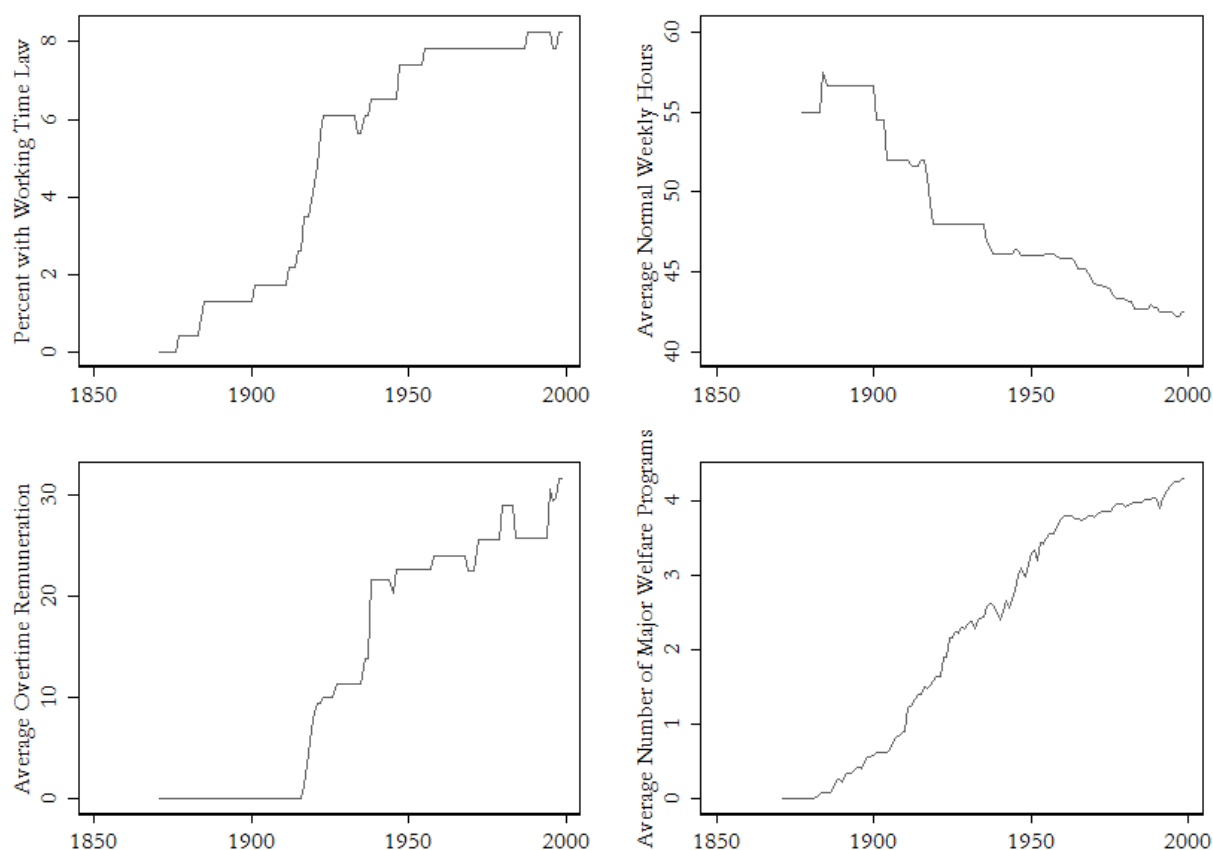 Percent with Working Time Law
8
6
4
2
0
1850 1900 1950 2000
Average Normal Weekly Hours
60
55
50
45
40
1850 1900 1950 2000
Average Overtime Remuneration
30
20
10
0
1850 1900 1950 2000
Average Number of Major Welfare Programs
4
3
2
1
0
1850 1900 1950 2000